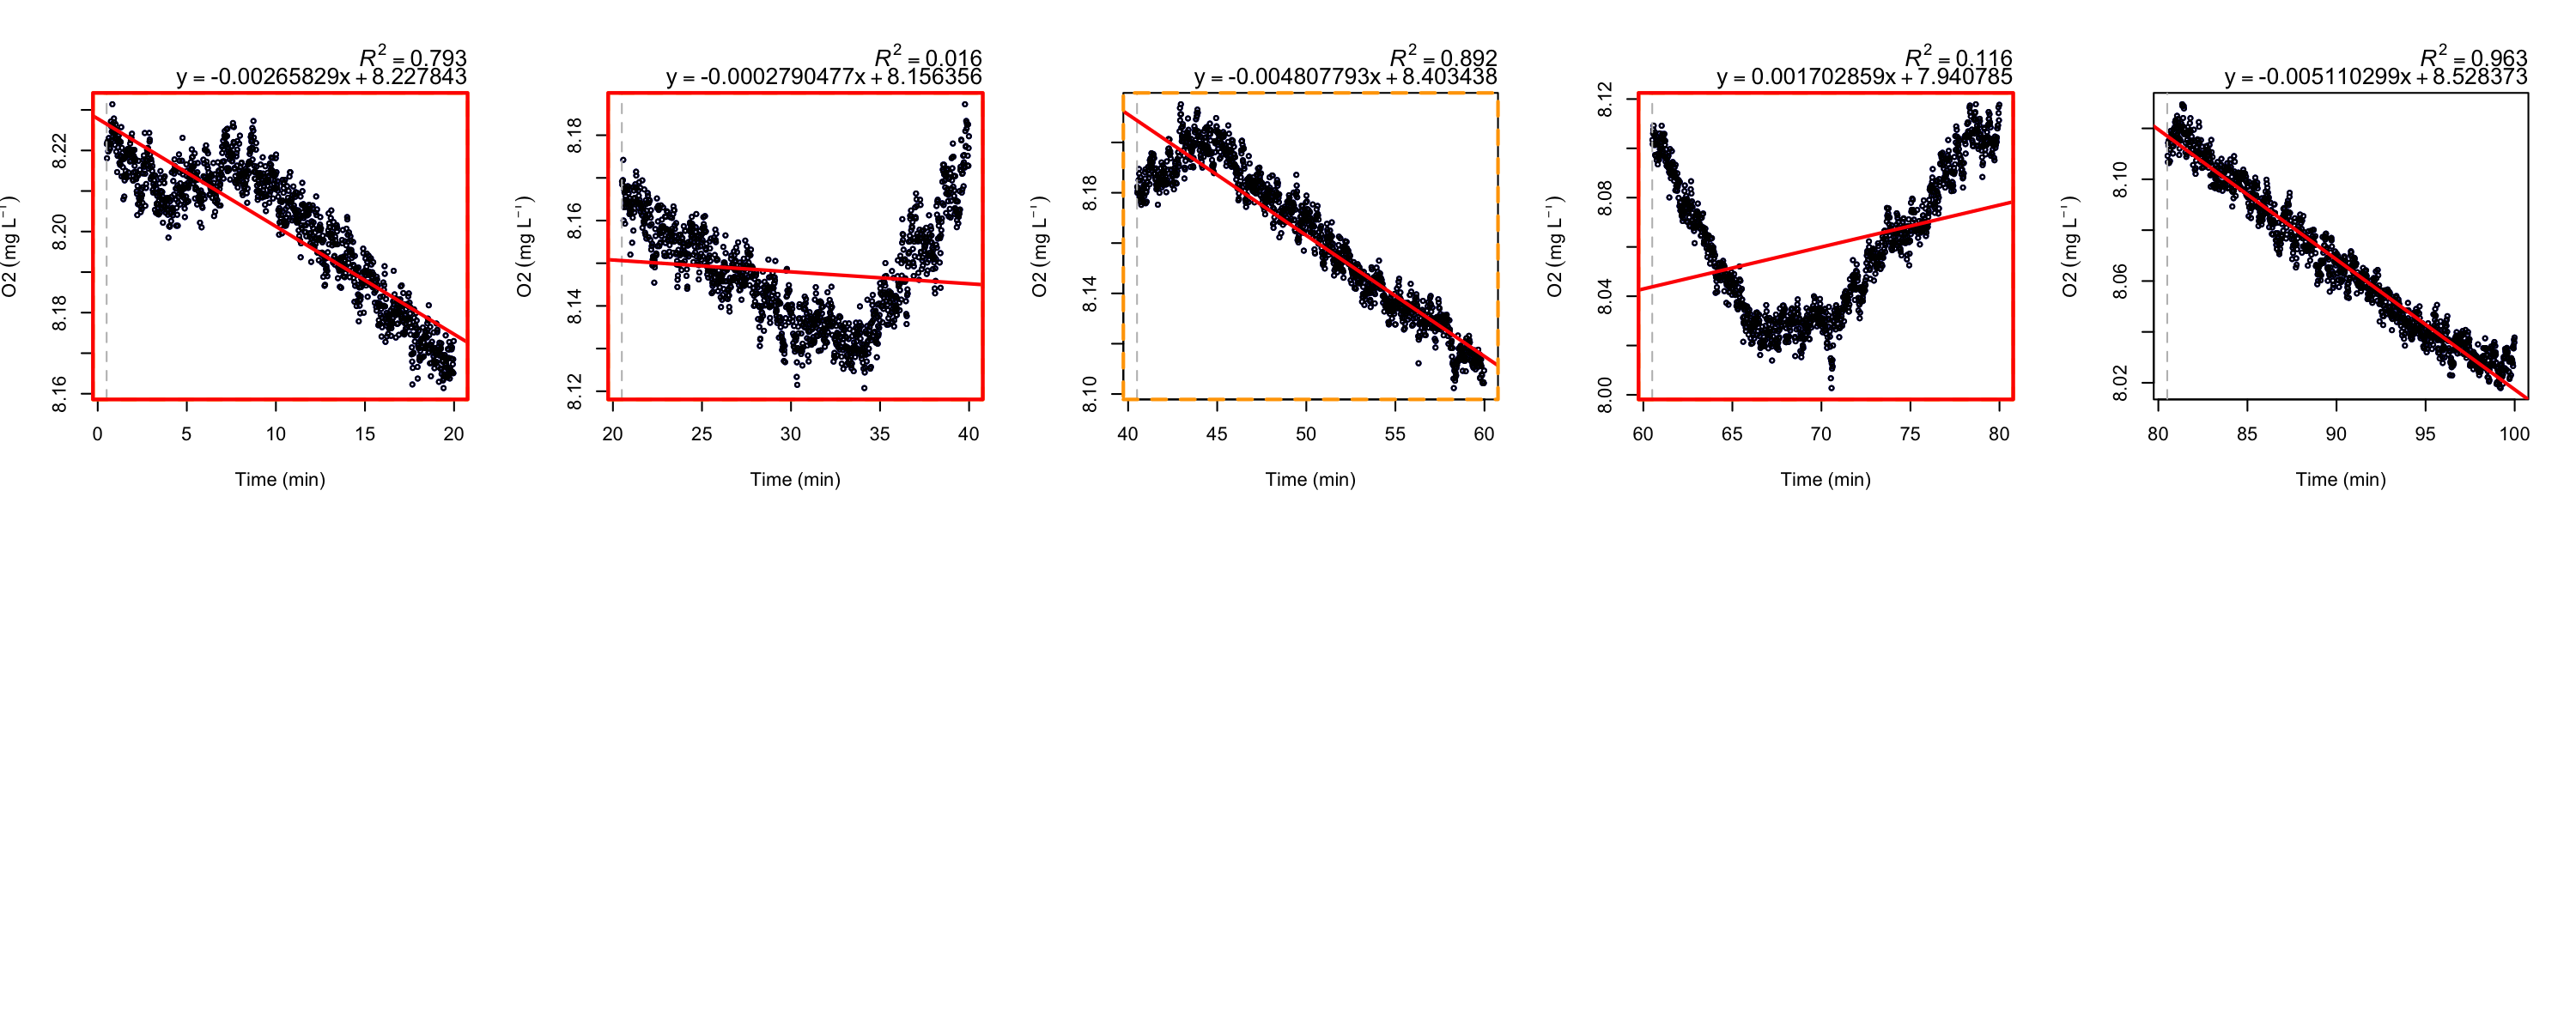 R² = 0.793
y = -0.00265829x + 8.227843
O2 (mg L⁻¹)
8.16 8.18 8.20 8.22
0 5 10 15 20
Time (min)
R² = 0.016
y = -0.0002790477x + 8.156356
O2 (mg L⁻¹)
8.12 8.14 8.16 8.18
20 25 30 35 40
Time (min)
R² = 0.892
y = -0.004807793x + 8.403438
O2 (mg L⁻¹)
8.10 8.14 8.18
40 45 50 55 60
Time (min)
R² = 0.116
y = 0.001702859x + 7.940785
O2 (mg L⁻¹)
8.00 8.04 8.08 8.12
60 65 70 75 80
Time (min)
R² = 0.963
y = -0.005110299x + 8.528373
O2 (mg L⁻¹)
8.02 8.06 8.10
80 85 90 95 100
Time (min)